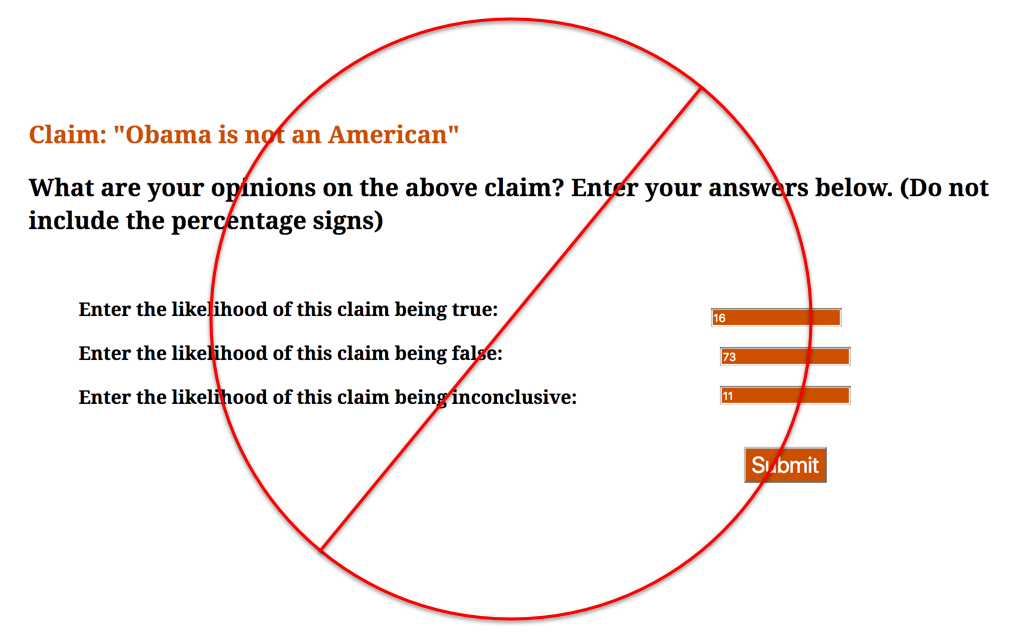 Claim: "Obama is not an American"
What are your opinions on the above claim? Enter your answers below. (Do not
include the percentage signs)
Enter the likelihood of this claim being true:
16
Enter the likelihood of this claim being false:
73
Enter the likelihood of this claim being inconclusive:
11
Submit